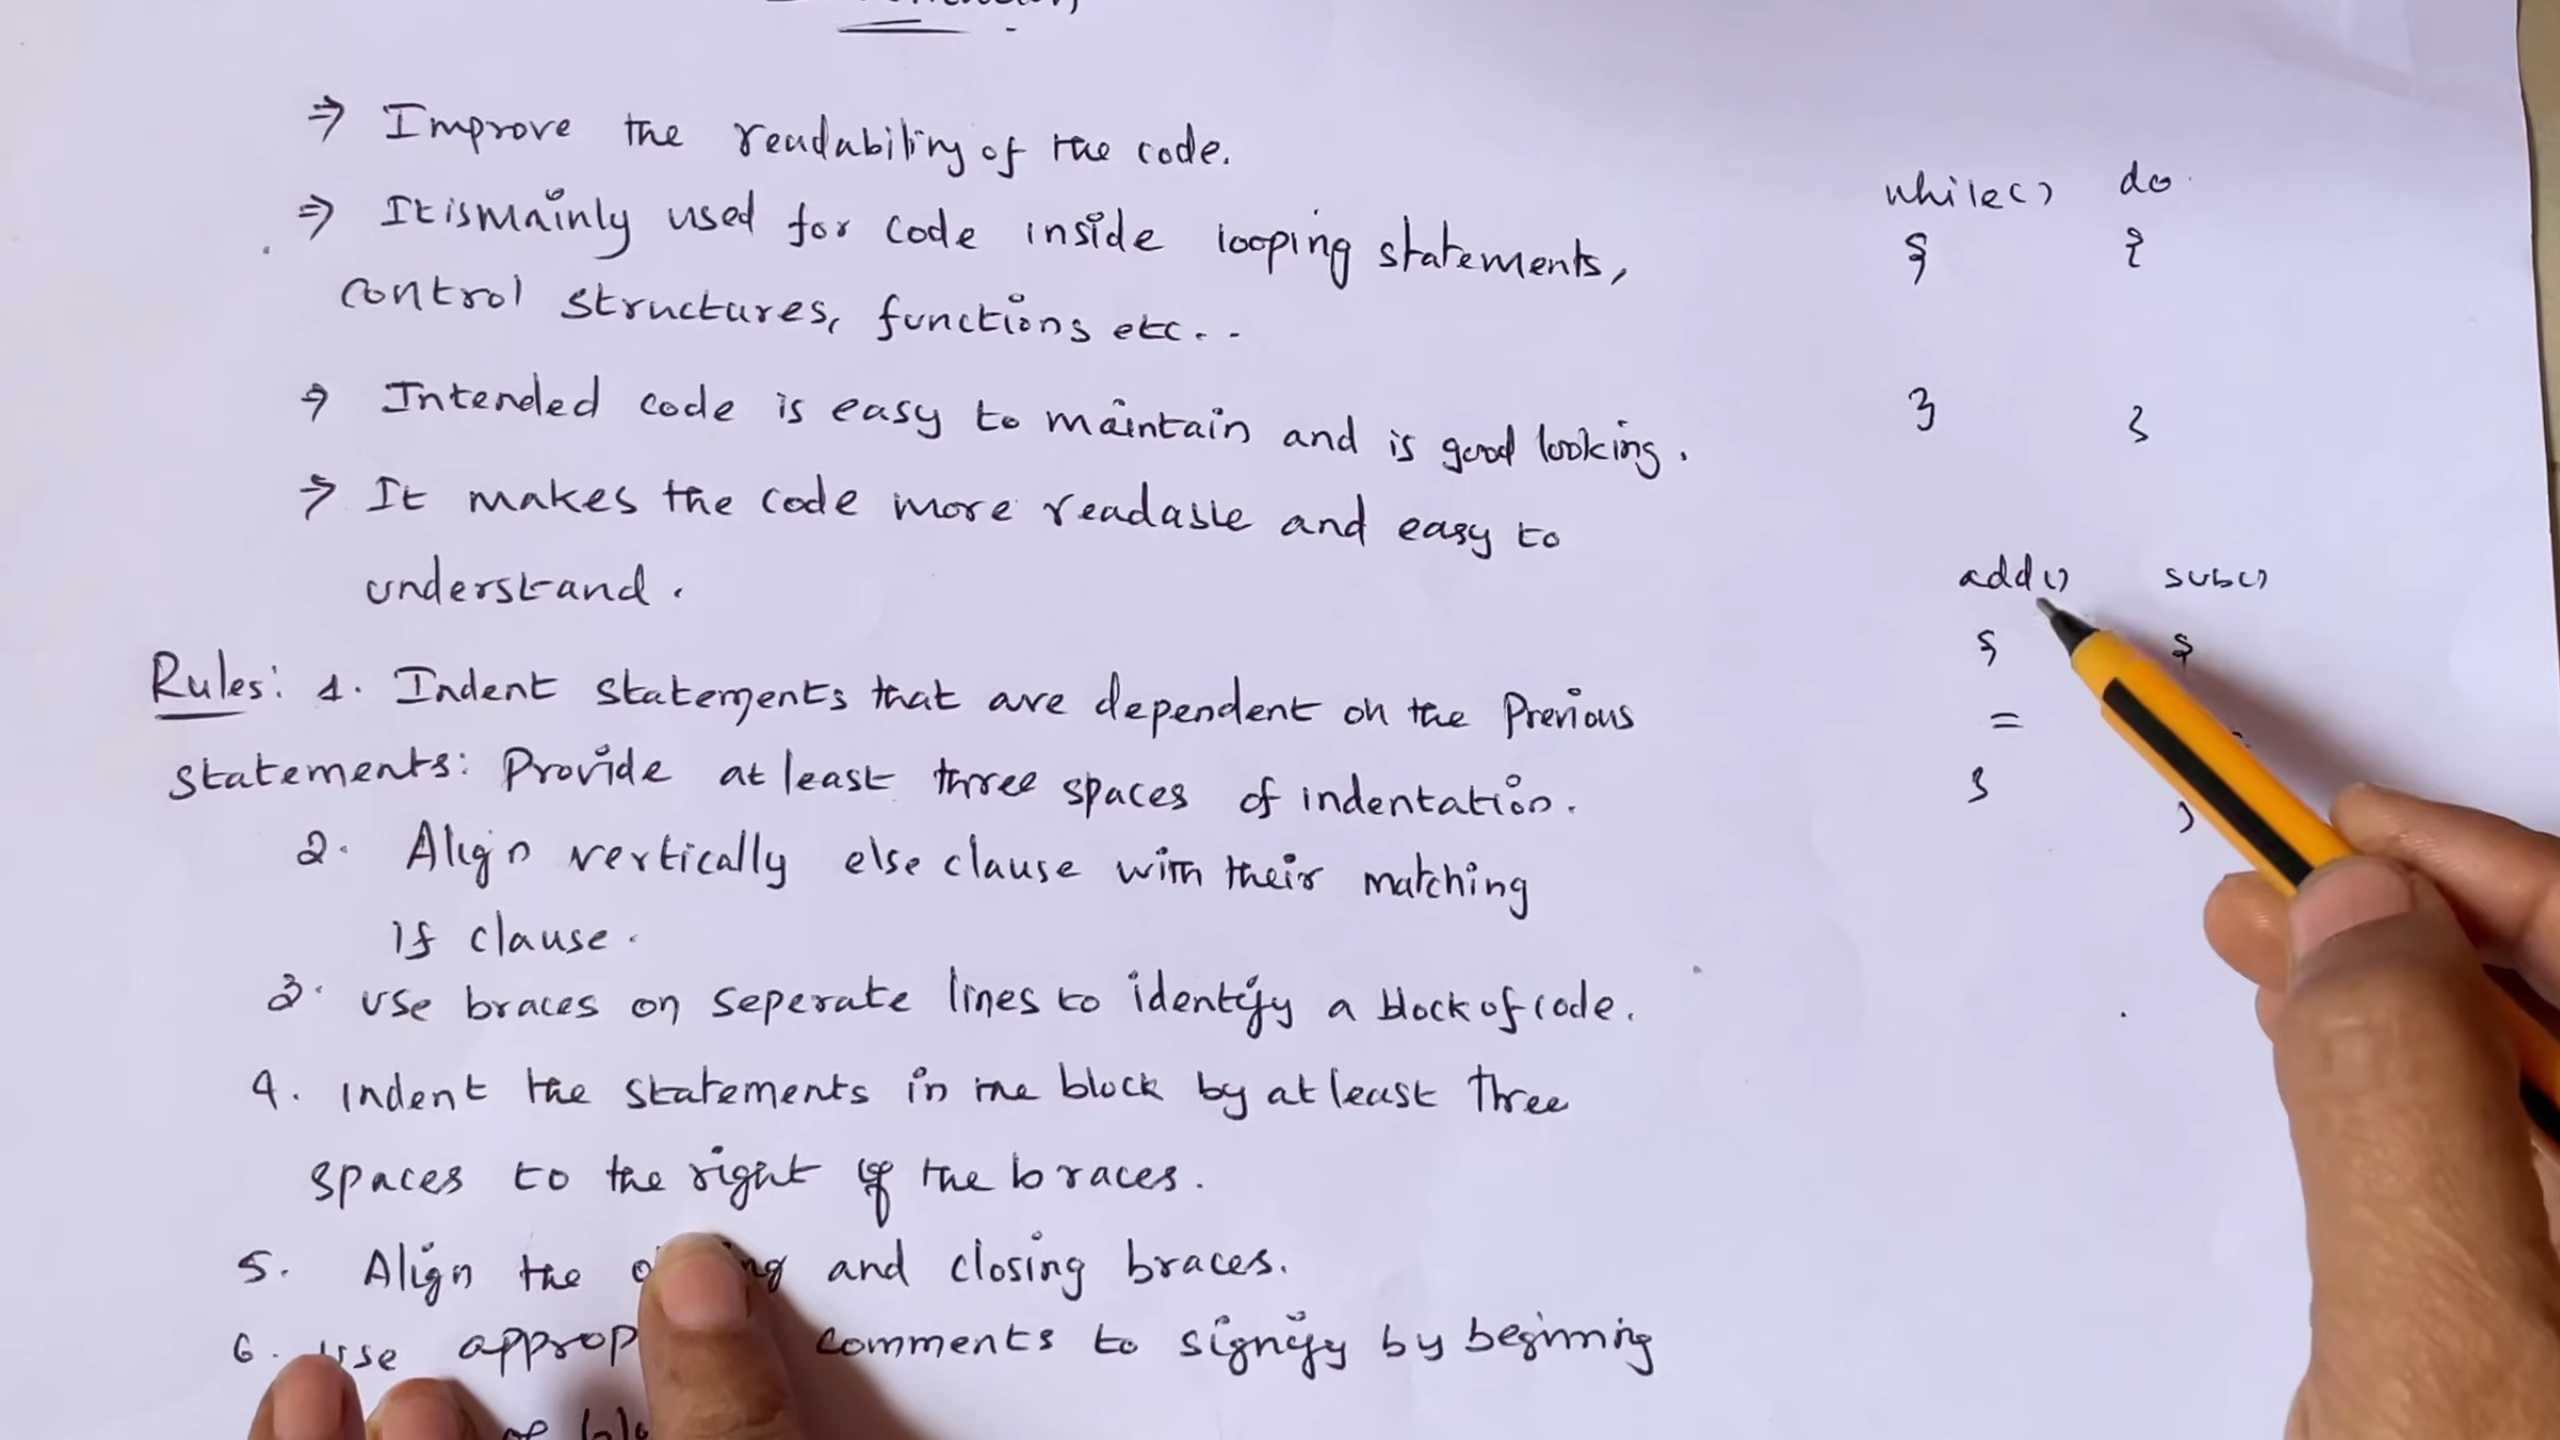 ⇒ Improve the readability of the code.
⇒ It is mainly used for code inside looping statements,
control structures, functions etc..
⇒ Intended code is easy to maintain and is good looking.
⇒ It makes the code more readable and easy to
understand.
Rules: 1. Indent statements that are dependent on the Previous
statements: Provide at least three spaces of indentation.
2. Align vertically else clause with their matching
if clause.
3. use braces on seperate lines to identify a block of code.
4. indent the statements in the block by at least three
spaces to the right of the braces.
5. Align the and closing braces.
6. use comments to signify by beginning
while() do
{ {
} }
add() sub()
{ {
=
} }